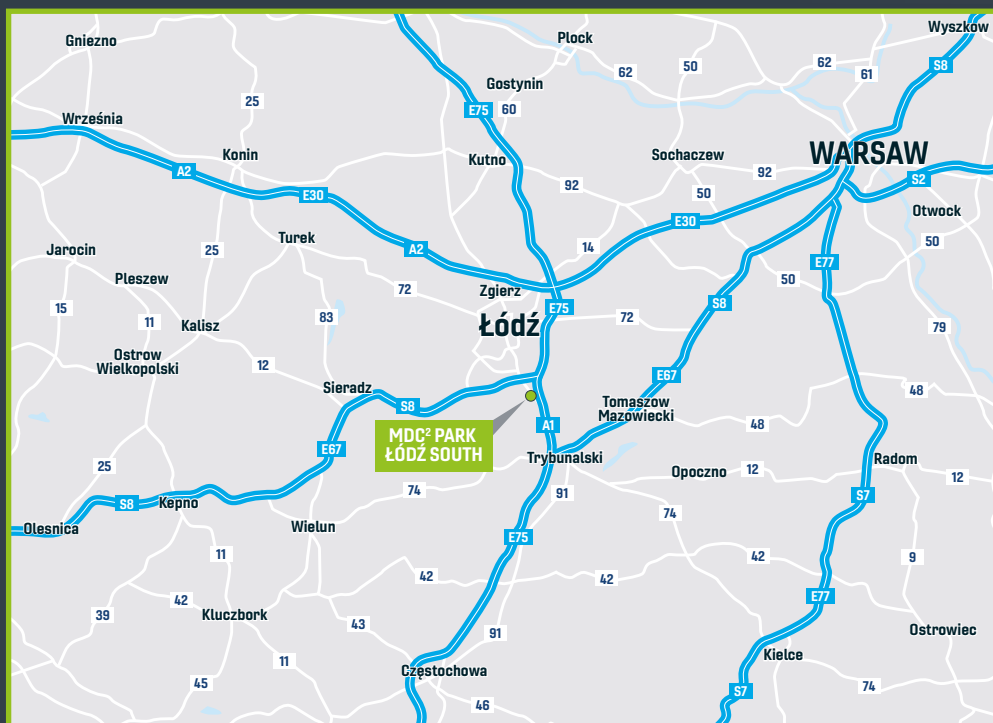 Wyszków
Gniezno
Płock
62
50
62
61
S8
Gostynin
25
E75
60
Września
WARSAW
Konin
Kutno
Sochaczew
A2
92
92
S2
E30
50
Otwock
E30
Turek
50
Jarocin
25
A2
14
E77
Pleszew
50
72
Zgierz
S8
15
E75
11
83
72
Kalisz
Łódź
79
Ostrow
Wielkopolski
12
E67
Sieradz
48
S8
Tomaszow
Mazowiecki
A1
48
MDC² PARK
ŁÓDŹ SOUTH
E67
Trybunalski
Radom
25
Opoczno
12
12
74
91
S7
S8
Kępno
74
Olesnica
Wielun
E75
11
42
9
42
42
42
E77
39
Kluczbork
43
91
Ostrowiec
11
Kielce
Częstochowa
45
74
S7
46